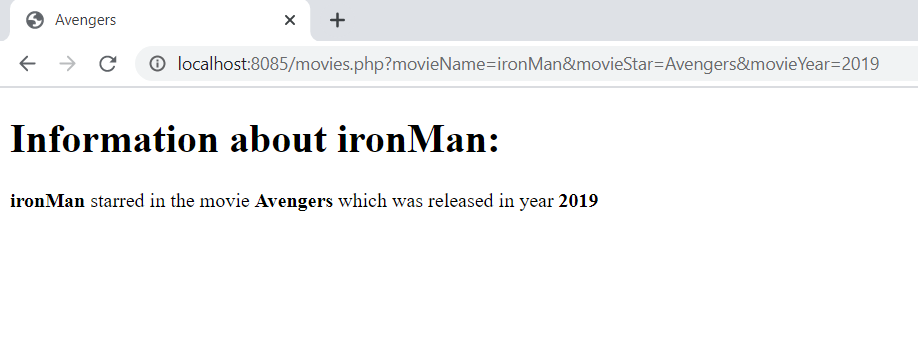 Avengers
localhost:8085/movies.php?movieName=ironMan&movieStar=Avengers&movieYear=2019
Information about ironMan:
ironMan starred in the movie Avengers which was released in year 2019